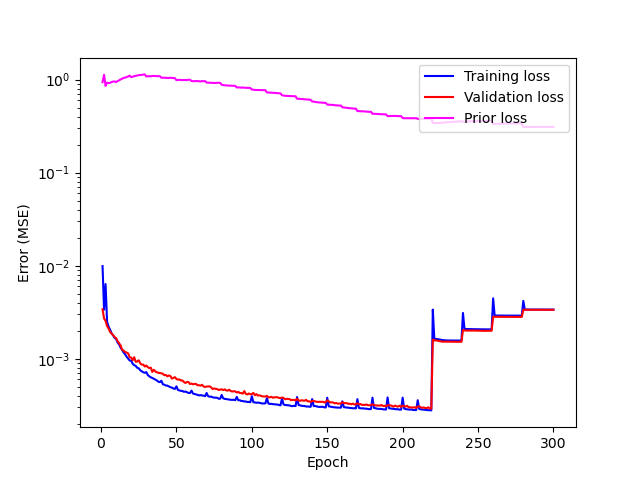 Training loss
Validation loss
Prior loss
10⁰
10⁻¹
10⁻²
10⁻³
Error (MSE)
0 50 100 150 200 250 300
Epoch